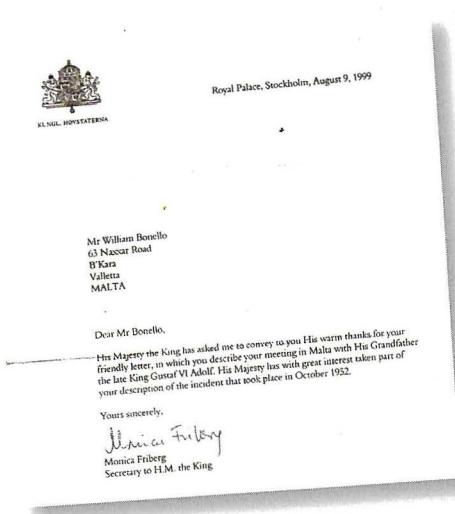 Royal Palace, Stockholm, August 9, 1999
KUNGL. HOVSTATERNA
Mr William Bonello
63 Naxxar Road
B'Kara
Valletta
MALTA
Dear Mr Bonello,
His Majesty the King has asked me to convey to you His warm thanks for your
friendly letter, in which you describe your meeting in Malta with His Grandfather
the late King Gustaf VI Adolf. His Majesty has with great interest taken part of
your description of the incident that took place in October 1952.
Yours sincerely,
Monica Friberg
Monica Friberg
Secretary to H.M. the King